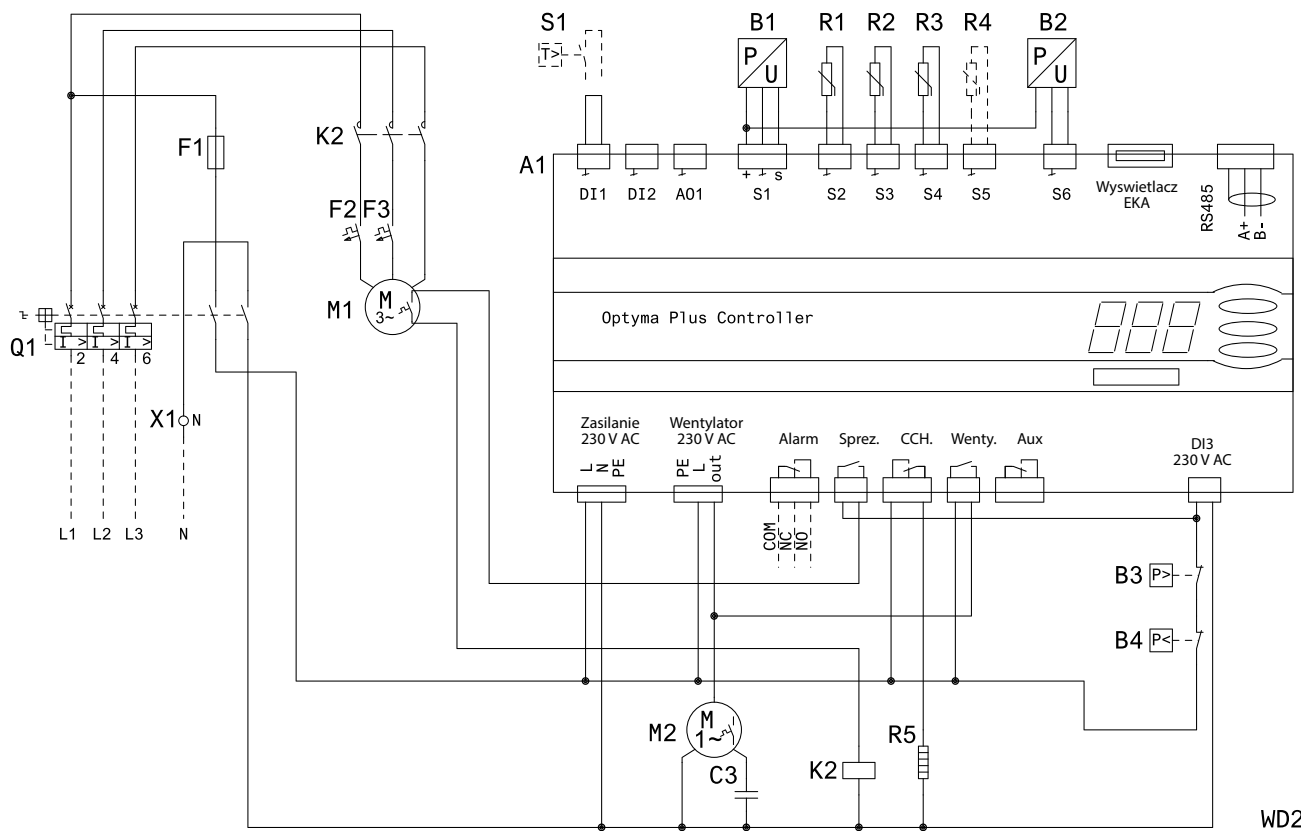 S1 B1 R1 R2 R3 R4 B2
T> P U P U
F1 K2 A1
+ s
DI1 DI2 AO1 S1 S2 S3 S4 S5 S6
Wyswietlacz
EKA
RS485
A+
B-
F2 F3
M1 M
3~
Optyma Plus Controller
Q1 I > I > I >
2 4 6
X1 N
Zasilanie
230 V AC
Wentylator
230 V AC
Alarm Sprez. CCH. Wenty. Aux
DI3
230 V AC
L
N
PE
PE
L
out
L1 L2 L3 N
COM
NC
NO
B3 P>
B4 P<
M2 M
1~
C3 K2 R5
WD2